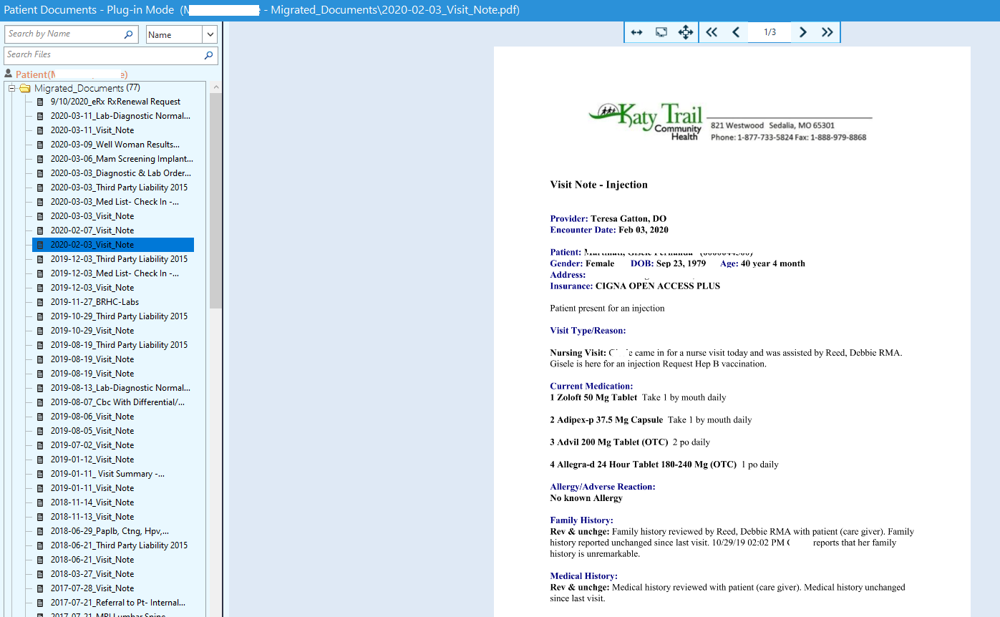 Patient Documents - Plug-in Mode (M - Migrated_Documents\2020-02-03_Visit_Note.pdf)
Search by Name
Name
Search Files
Patient(
Migrated_Documents (77)
9/10/2020_eRx RxRenewal Request
2020-03-11_Lab-Diagnostic Normal...
2020-03-11_Visit_Note
2020-03-09_Well Woman Results...
2020-03-06_Mam Screening Implant...
2020-03-03_Diagnostic & Lab Order...
2020-03-03_Third Party Liability 2015
2020-03-03_Med List- Check In -...
2020-03-03_Visit_Note
2020-02-07_Visit_Note
2020-02-03_Visit_Note
2019-12-03_Third Party Liability 2015
2019-12-03_Med List- Check In -...
2019-12-03_Visit_Note
2019-11-27_BRHC-Labs
2019-10-29_Third Party Liability 2015
2019-10-29_Visit_Note
2019-08-19_Third Party Liability 2015
2019-08-19_Visit_Note
2019-08-19_Visit_Note
2019-08-13_Lab-Diagnostic Normal...
2019-08-07_Cbc With Differential/...
2019-08-06_Visit_Note
2019-08-05_Visit_Note
2019-07-02_Visit_Note
2019-01-12_Visit_Note
2019-01-11_ Visit Summary -...
2019-01-11_Visit_Note
2018-11-14_Visit_Note
2018-11-13_Visit_Note
2018-06-29_Paplb, Ctng, Hpv,...
2018-06-21_Third Party Liability 2015
2018-06-21_Visit_Note
2018-03-27_Visit_Note
2017-07-28_Visit_Note
2017-07-21_Referral to Pt- Internal...
2017-07-21_MRI Lumbar Spine
1/3
Katy Trail
Community
Health
821 Westwood Sedalia, MO 65301
Phone: 1-877-733-5824 Fax: 1-888-979-8868
Visit Note - Injection
Provider: Teresa Gatton, DO
Encounter Date: Feb 03, 2020
Patient:
Gender: Female DOB: Sep 23, 1979 Age: 40 year 4 month
Address:
Insurance: CIGNA OPEN ACCESS PLUS
Patient present for an injection
Visit Type/Reason:
Nursing Visit: came in for a nurse visit today and was assisted by Reed, Debbie RMA.
Gisele is here for an injection Request Hep B vaccination.
Current Medication:
1 Zoloft 50 Mg Tablet Take 1 by mouth daily
2 Adipex-p 37.5 Mg Capsule Take 1 by mouth daily
3 Advil 200 Mg Tablet (OTC) 2 po daily
4 Allegra-d 24 Hour Tablet 180-240 Mg (OTC) 1 po daily
Allergy/Adverse Reaction:
No known Allergy
Family History:
Rev & unchge: Family history reviewed by Reed, Debbie RMA with patient (care giver). Family
history reported unchanged since last visit. 10/29/19 02:02 PM reports that her family
history is unremarkable.
Medical History:
Rev & unchge: Medical history reviewed with patient (care giver). Medical history unchanged
since last visit.